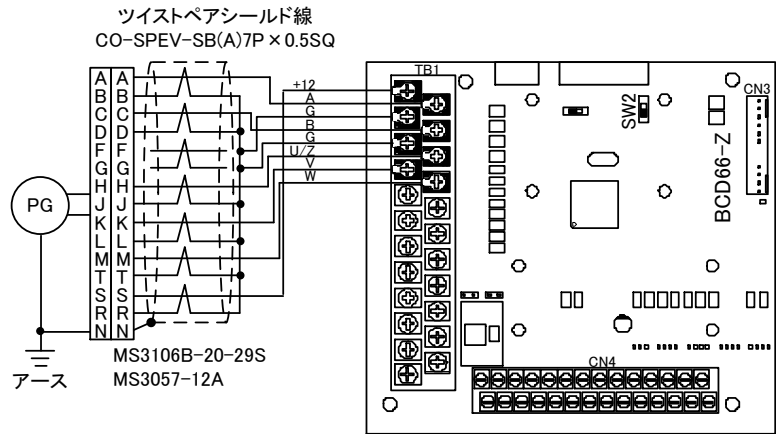 ツイストペアシールド線
CO-SPEV-SB(A)7P×0.5SQ
A A
B B
C C
D D
F F
G G
H H
J J
K K
L L
M M
T T
S S
R R
N N
PG
アース
MS3106B-20-29S
MS3057-12A
+12
A
G
B
G
U/Z
V
W
TB1
SW2
CN3
BCD66-Z
CN4